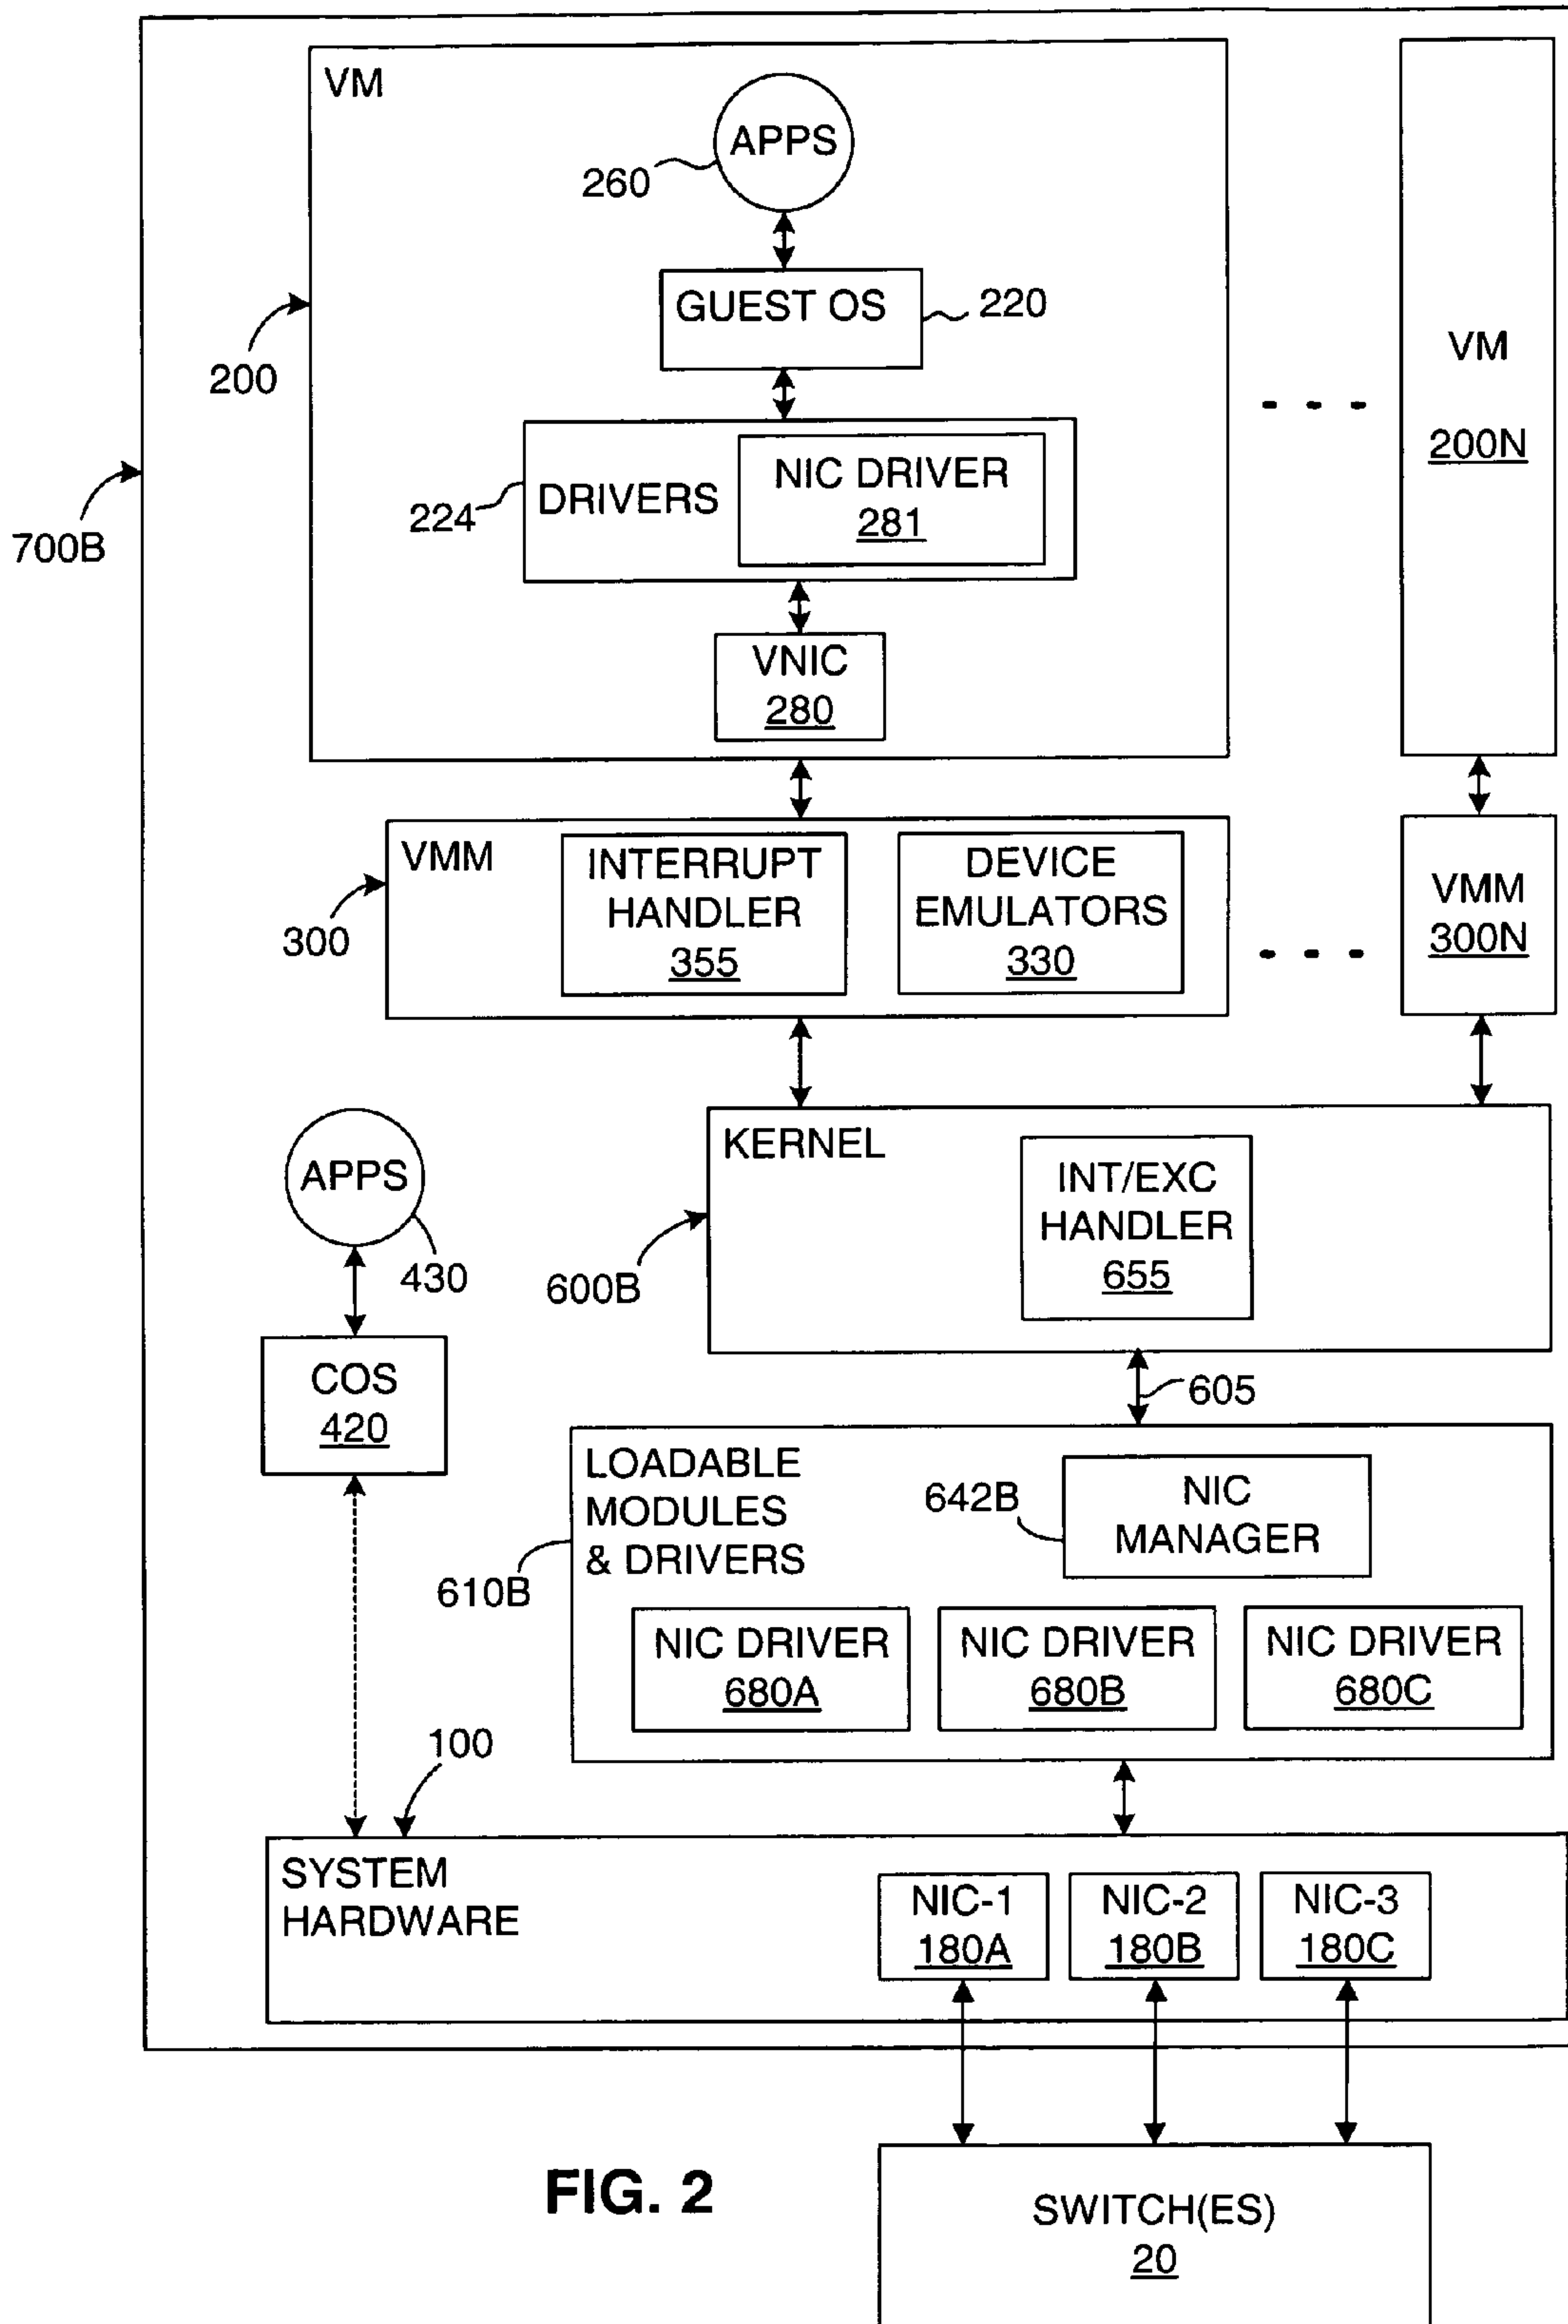 VM
APPS
260
GUEST OS
220
200
VM
200N
DRIVERS
NIC DRIVER
281
224
700B
VNIC
280
VMM
INTERRUPT
HANDLER
355
DEVICE
EMULATORS
330
300
VMM
300N
KERNEL
INT/EXC
HANDLER
655
600B
APPS
430
COS
420
605
LOADABLE
MODULES
& DRIVERS
642B
NIC
MANAGER
610B
NIC DRIVER
680A
NIC DRIVER
680B
NIC DRIVER
680C
100
SYSTEM
HARDWARE
NIC-1
180A
NIC-2
180B
NIC-3
180C
FIG. 2
SWITCH(ES)
20